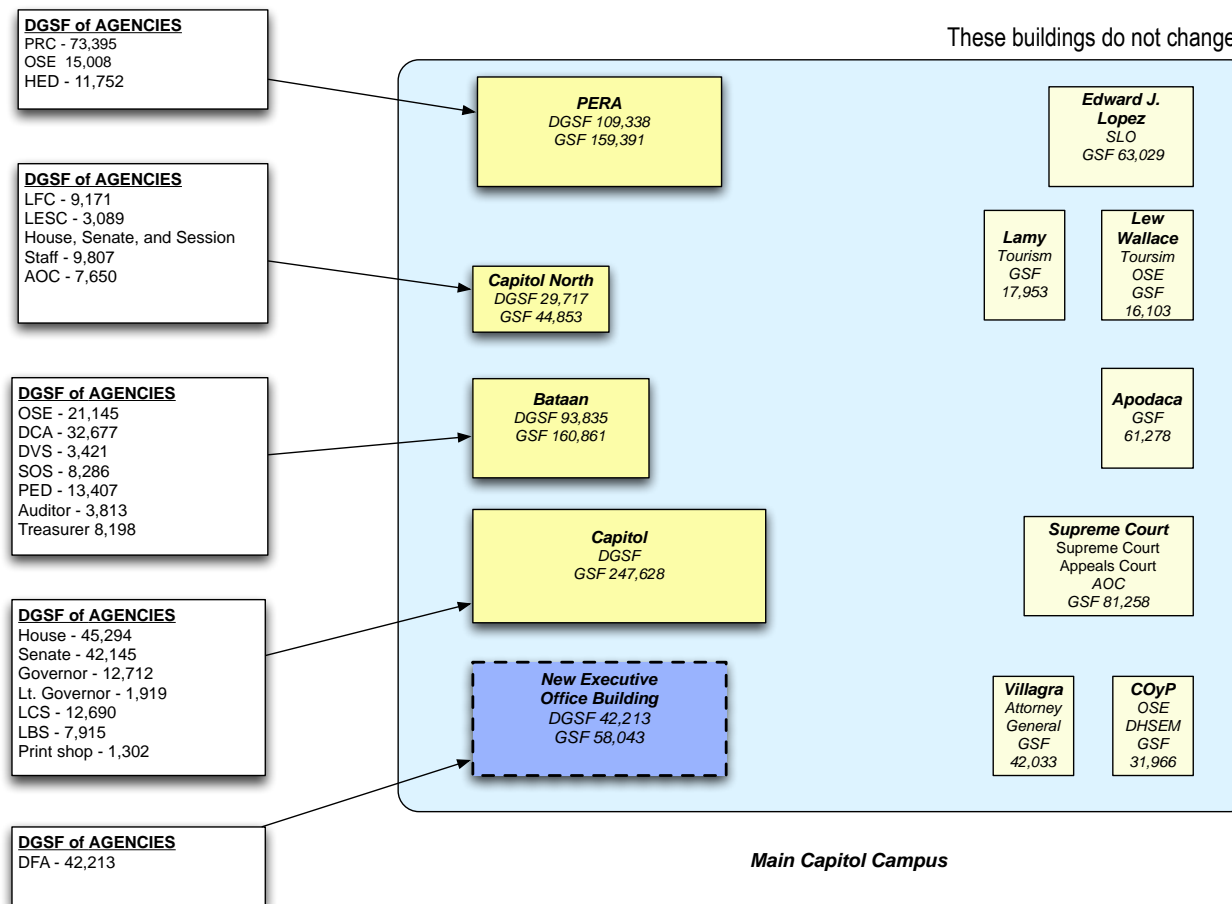 DGSF of AGENCIES
PRC - 73,395
OSE 15,008
HED - 11,752
DGSF of AGENCIES
LFC - 9,171
LESC - 3,089
House, Senate, and Session
Staff - 9,807
AOC - 7,650
DGSF of AGENCIES
OSE - 21,145
DCA - 32,677
DVS - 3,421
SOS - 8,286
PED - 13,407
Auditor - 3,813
Treasurer 8,198
DGSF of AGENCIES
House - 45,294
Senate - 42,145
Governor - 12,712
Lt. Governor - 1,919
LCS - 12,690
LBS - 7,915
Print shop - 1,302
DGSF of AGENCIES
DFA - 42,213
These buildings do not change
PERA
DGSF 109,338
GSF 159,391
Capitol North
DGSF 29,717
GSF 44,853
Bataan
DGSF 93,835
GSF 160,861
Capitol
DGSF
GSF 247,628
New Executive
Office Building
DGSF 42,213
GSF 58,043
Edward J.
Lopez
SLO
GSF 63,029
Lamy
Tourism
GSF
17,953
Lew
Wallace
Toursim
OSE
GSF
16,103
Apodaca
GSF
61,278
Supreme Court
Supreme Court
Appeals Court
AOC
GSF 81,258
Villagra
Attorney
General
GSF
42,033
COyP
OSE
DHSEM
GSF
31,966
Main Capitol Campus